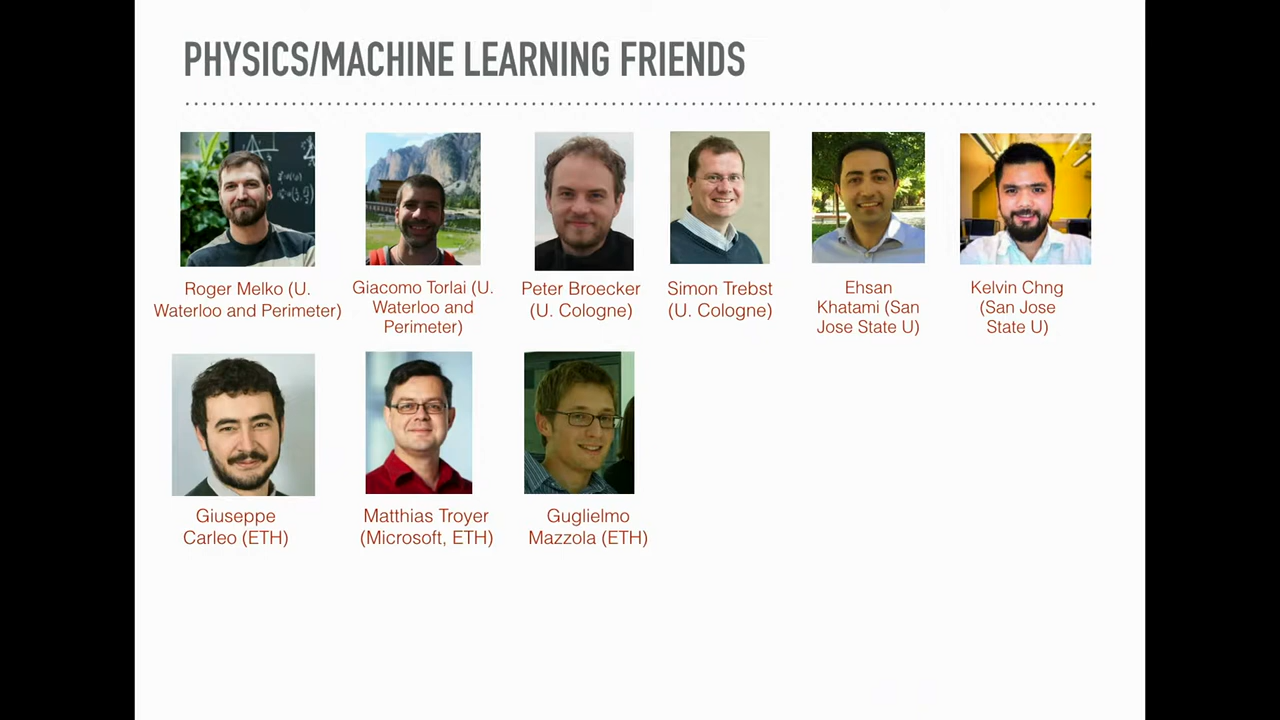 PHYSICS/MACHINE LEARNING FRIENDS
Roger Melko (U.
Waterloo and Perimeter)
Giacomo Torlai (U.
Waterloo and
Perimeter)
Peter Broecker
(U. Cologne)
Simon Trebst
(U. Cologne)
Ehsan
Khatami (San
Jose State U)
Kelvin Chng
(San Jose
State U)
Giuseppe
Carleo (ETH)
Matthias Troyer
(Microsoft, ETH)
Guglielmo
Mazzola (ETH)